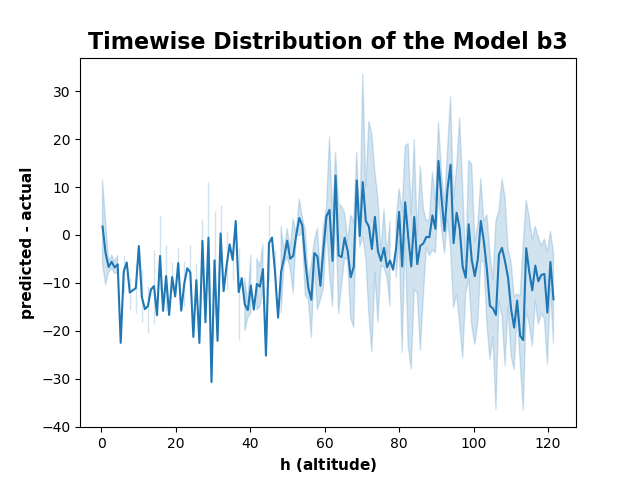 Timewise Distribution of the Model b3
predicted - actual
30
20
10
0
−10
−20
−30
−40
0 20 40 60 80 100 120
h (altitude)